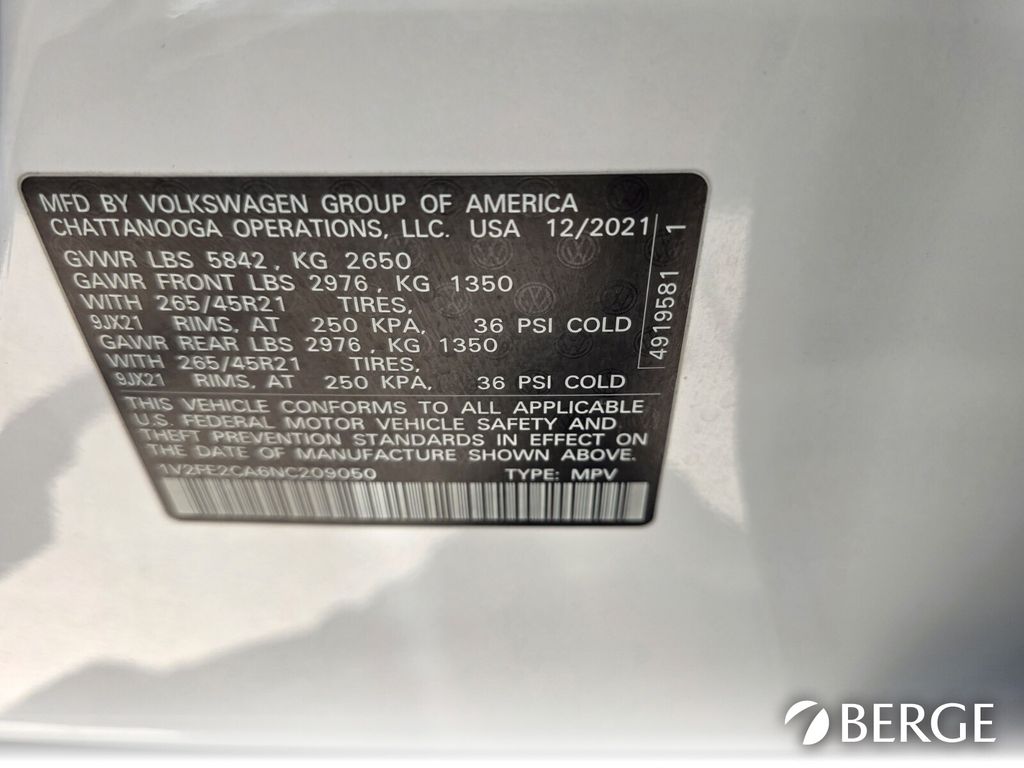 MFD BY VOLKSWAGEN GROUP OF AMERICA
CHATTANOOGA OPERATIONS, LLC. USA 12/2021
GVWR LBS 5842, KG 2650
GAWR FRONT LBS 2976, KG 1350
WITH 265/45R21 TIRES,
9JX21 RIMS, AT 250 KPA, 36 PSI COLD
GAWR REAR LBS 2976, KG 1350
WITH 265/45R21 TIRES,
9JX21 RIMS, AT 250 KPA, 36 PSI COLD
THIS VEHICLE CONFORMS TO ALL APPLICABLE
U.S. FEDERAL MOTOR VEHICLE SAFETY AND
THEFT PREVENTION STANDARDS IN EFFECT ON
THE DATE OF MANUFACTURE SHOWN ABOVE.
1V2FE2CA6NC209050 TYPE: MPV
4919581 1
BERGE